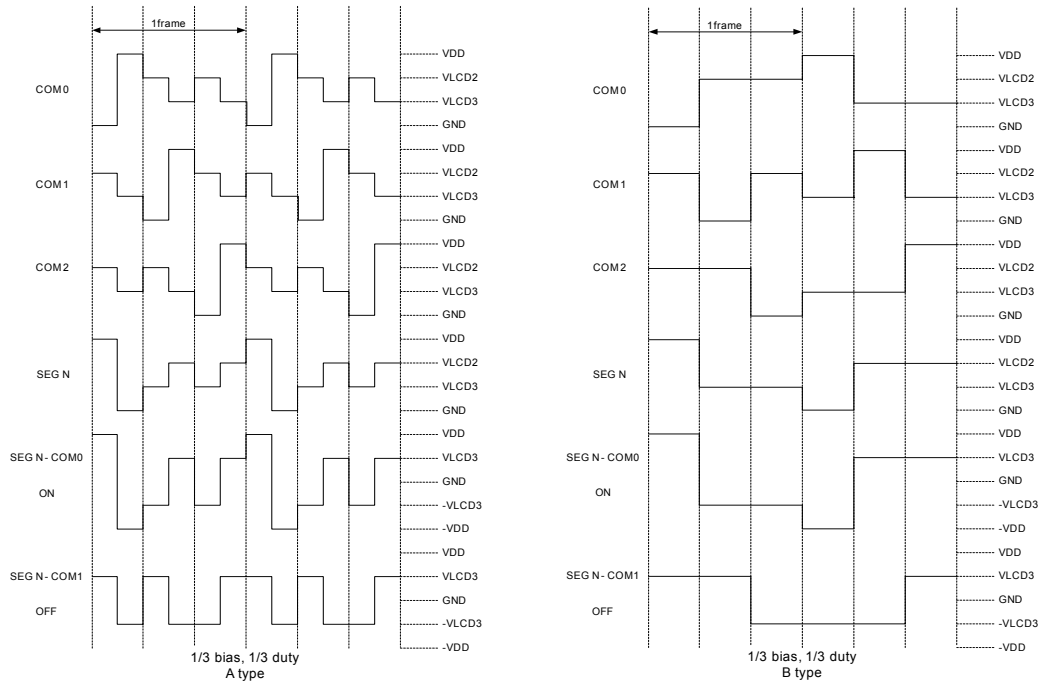 1frame
COM0
VDD
VLCD2
VLCD3
GND
COM1
VDD
VLCD2
VLCD3
GND
COM2
VDD
VLCD2
VLCD3
GND
SEG N
VDD
VLCD2
VLCD3
GND
SEG N - COM0
ON
VDD
VLCD3
GND
-VLCD3
-VDD
SEG N - COM1
OFF
VDD
VLCD3
GND
-VLCD3
-VDD
1/3 bias, 1/3 duty
A type
1frame
COM0
VDD
VLCD2
VLCD3
GND
COM1
VDD
VLCD2
VLCD3
GND
COM2
VDD
VLCD2
VLCD3
GND
SEG N
VDD
VLCD2
VLCD3
GND
SEG N - COM0
ON
VDD
VLCD3
GND
-VLCD3
-VDD
SEG N - COM1
OFF
VDD
VLCD3
GND
-VLCD3
-VDD
1/3 bias, 1/3 duty
B type